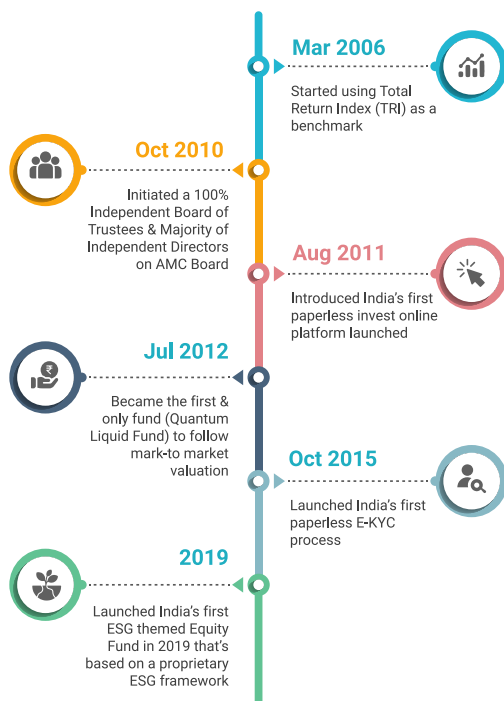 Mar 2006
Started using Total
Return Index (TRI) as a
benchmark
Oct 2010
Initiated a 100%
Independent Board of
Trustees & Majority of
Independent Directors
on AMC Board
Aug 2011
Introduced India's first
paperless invest online
platform launched
Jul 2012
Became the first &
only fund (Quantum
Liquid Fund) to follow
mark-to market
valuation
Oct 2015
Launched India's first
paperless E-KYC
process
2019
Launched India's first
ESG themed Equity
Fund in 2019 that's
based on a proprietary
ESG framework
₹